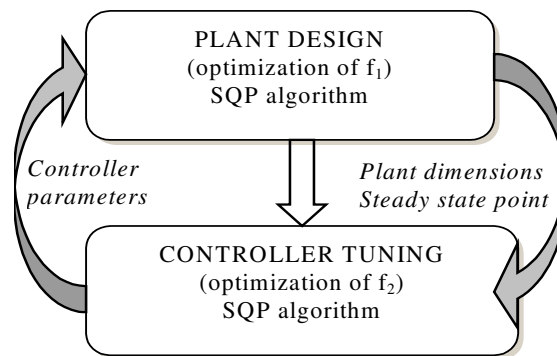 PLANT DESIGN
(optimization of f₁)
SQP algorithm
Controller
parameters
Plant dimensions
Steady state point
CONTROLLER TUNING
(optimization of f₂)
SQP algorithm